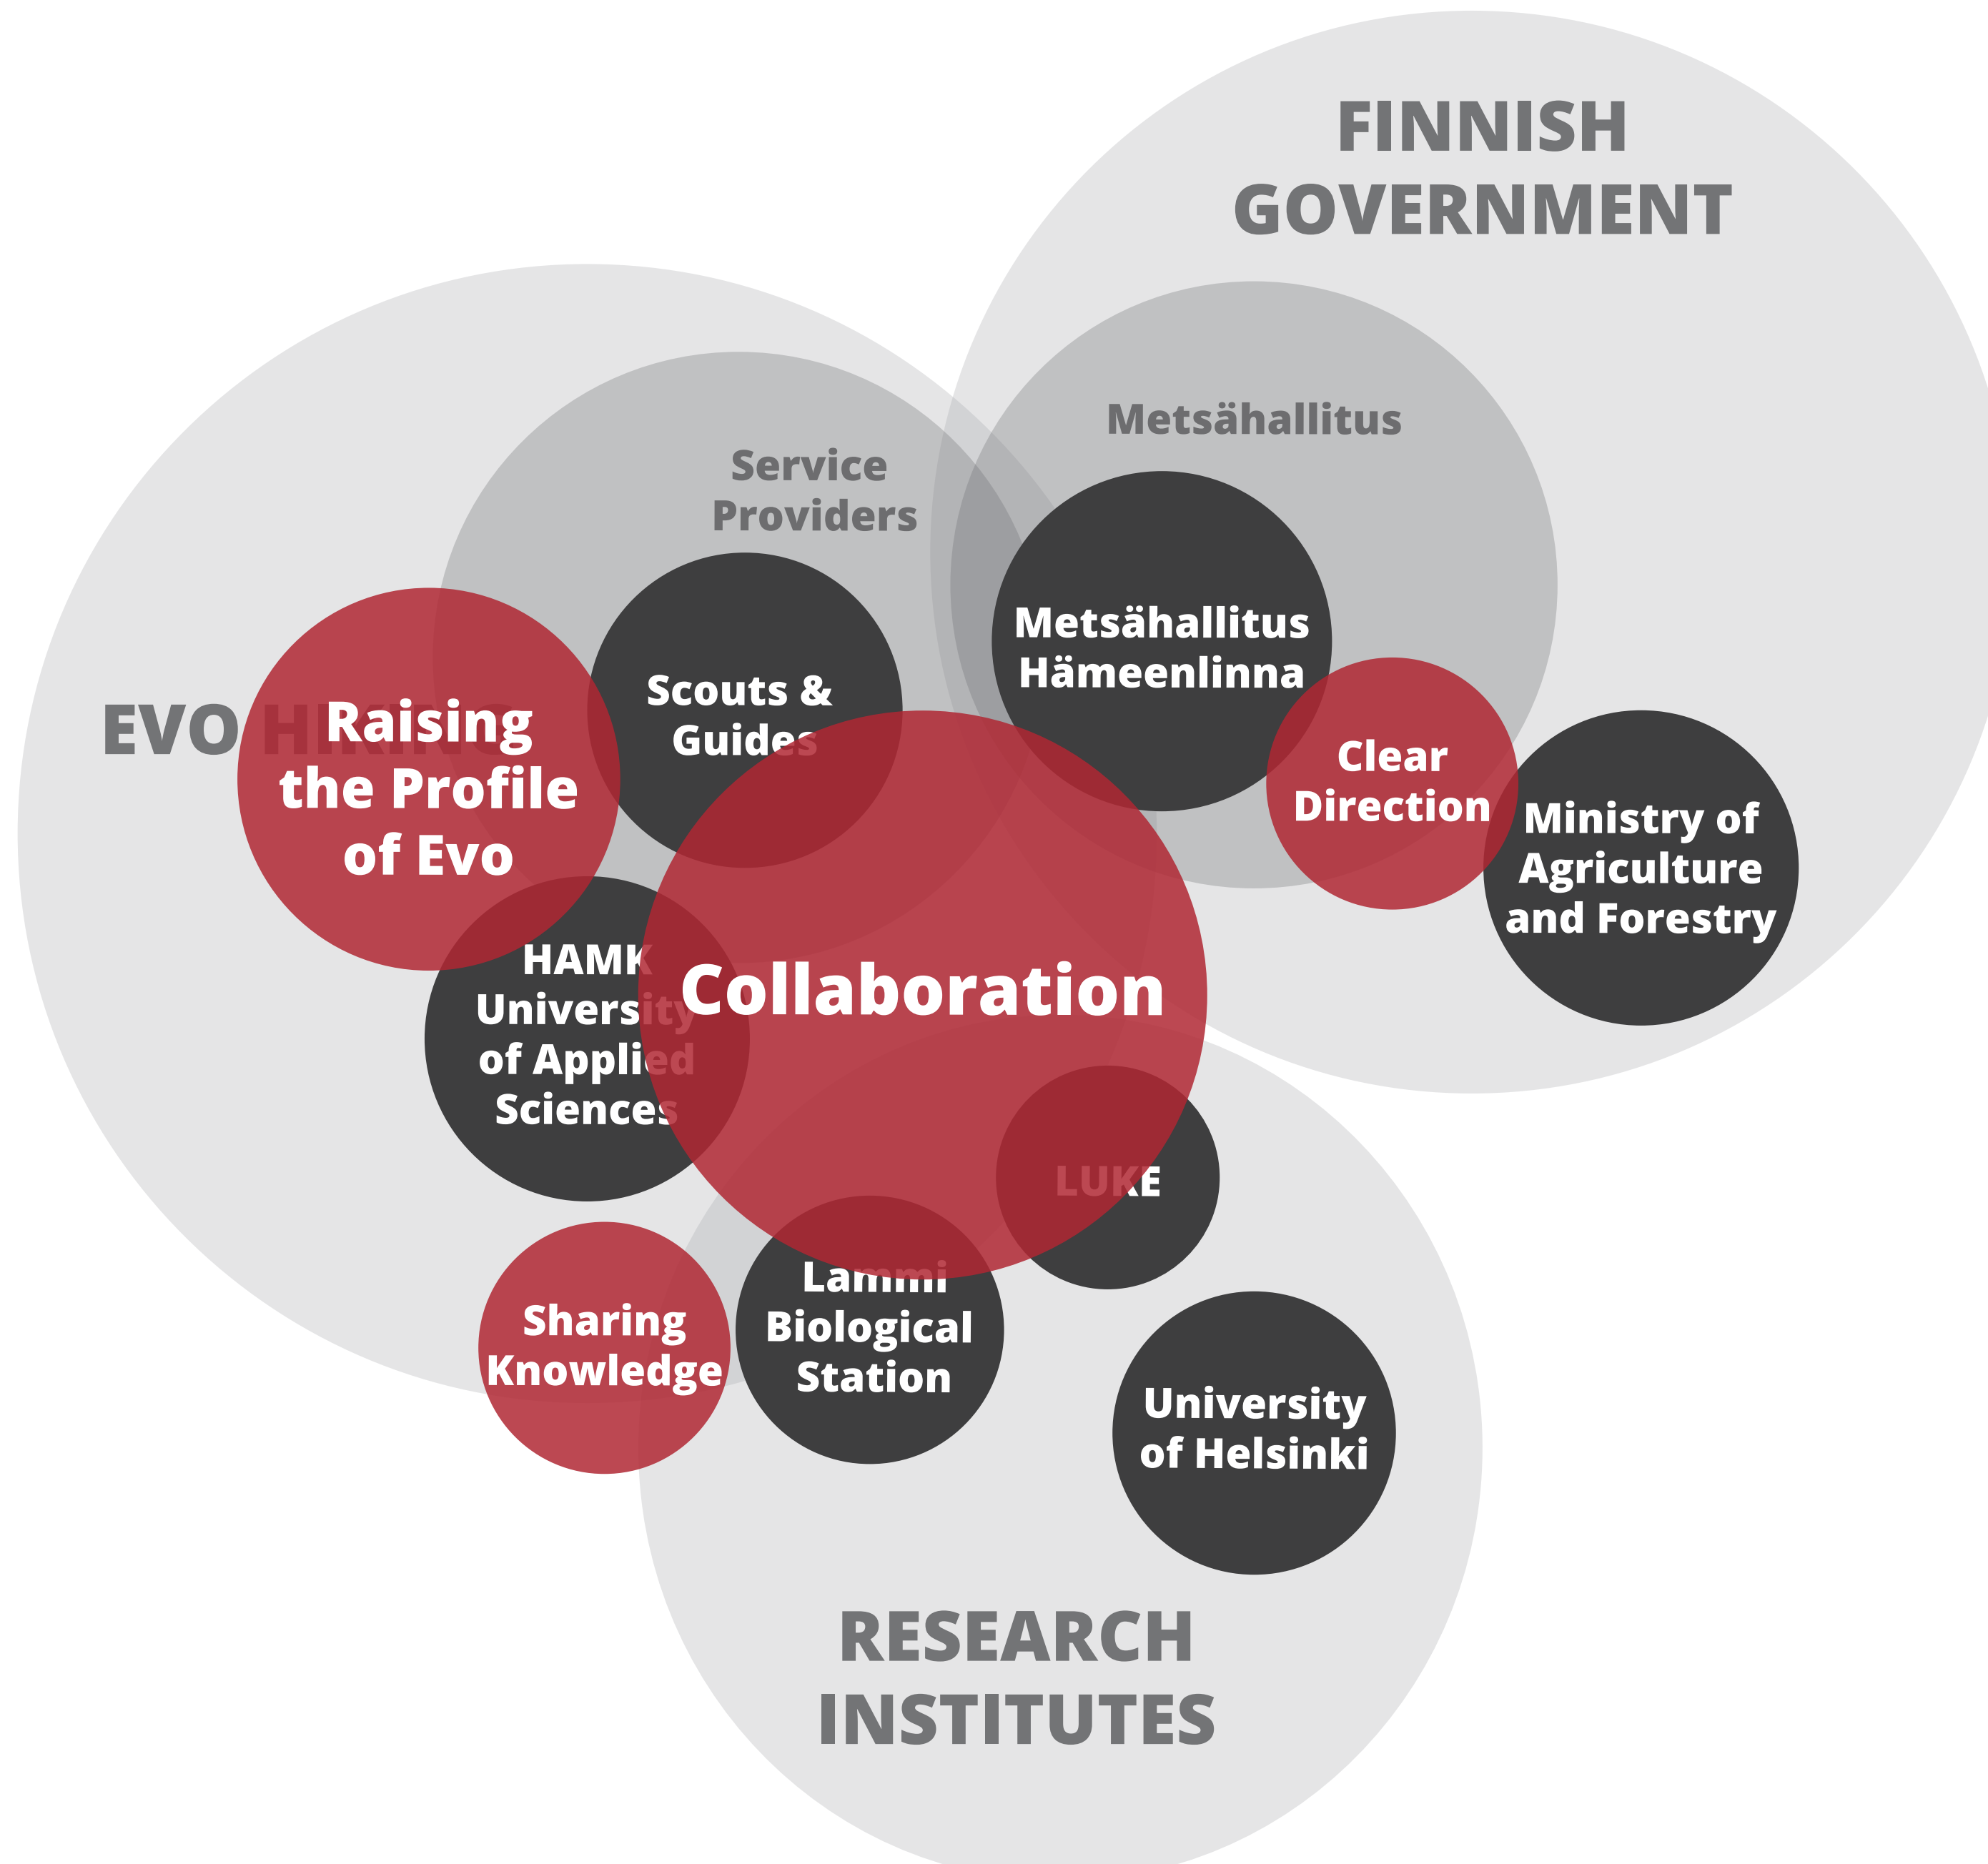 FINNISH
GOVERNMENT
Metsähallitus
Service
Providers
Metsähallitus
Hämeenlinna
Scouts &
Guides
EVO
Raising
the Profile
of Evo
Clear
Direction
Ministry of
Agriculture
and Forestry
HAMK
University
of Applied
Sciences
Collaboration
LUKE
Lammi
Biological
Station
Sharing
Knowledge
University
of Helsinki
RESEARCH
INSTITUTES